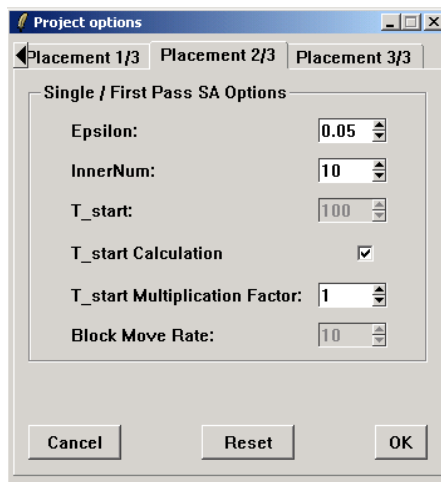 Project options
Placement 1/3 Placement 2/3 Placement 3/3
Single / First Pass SA Options
Epsilon: 0.05
InnerNum: 10
T_start: 100
T_start Calculation
T_start Multiplication Factor: 1
Block Move Rate: 10
Cancel Reset OK